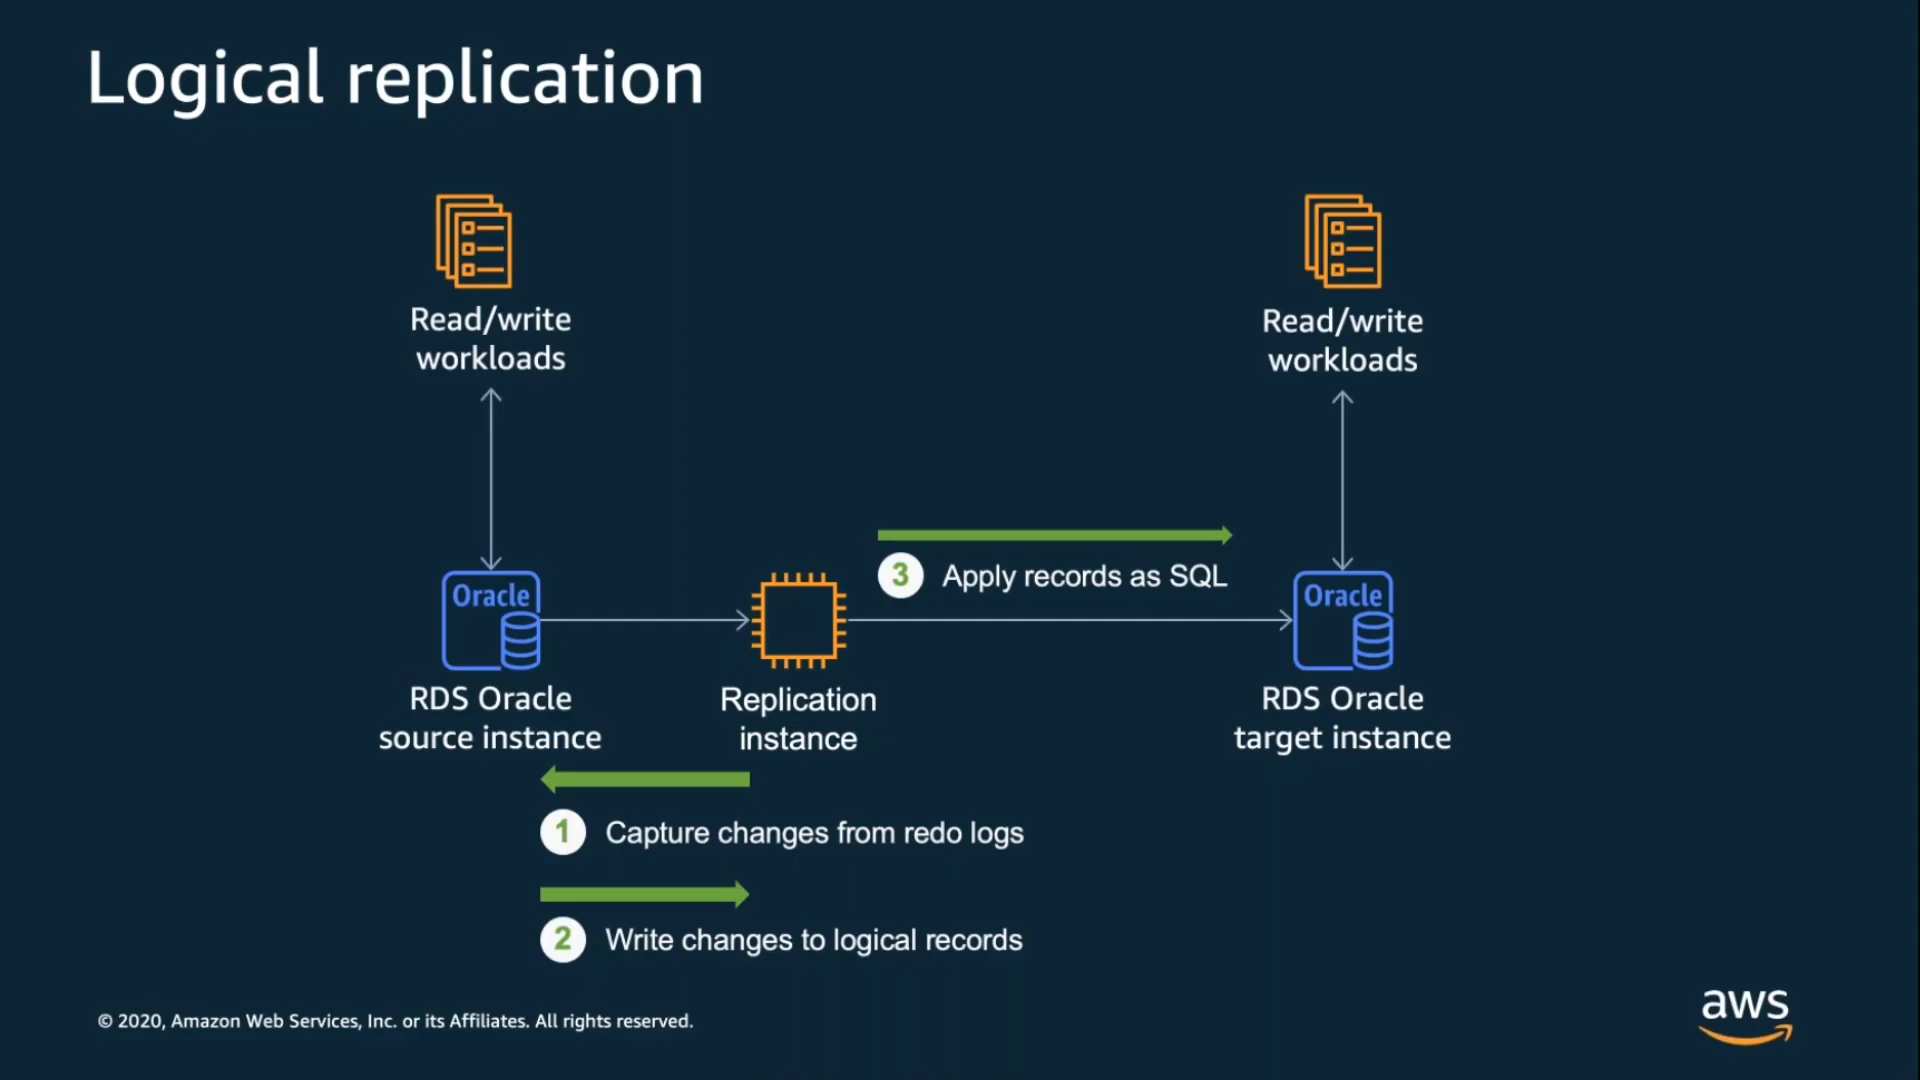 Logical replication
Read/write
workloads
Read/write
workloads
3 Apply records as SQL
Oracle
Oracle
RDS Oracle
source instance
Replication
instance
RDS Oracle
target instance
1 Capture changes from redo logs
2 Write changes to logical records
© 2020, Amazon Web Services, Inc. or its Affiliates. All rights reserved.
aws